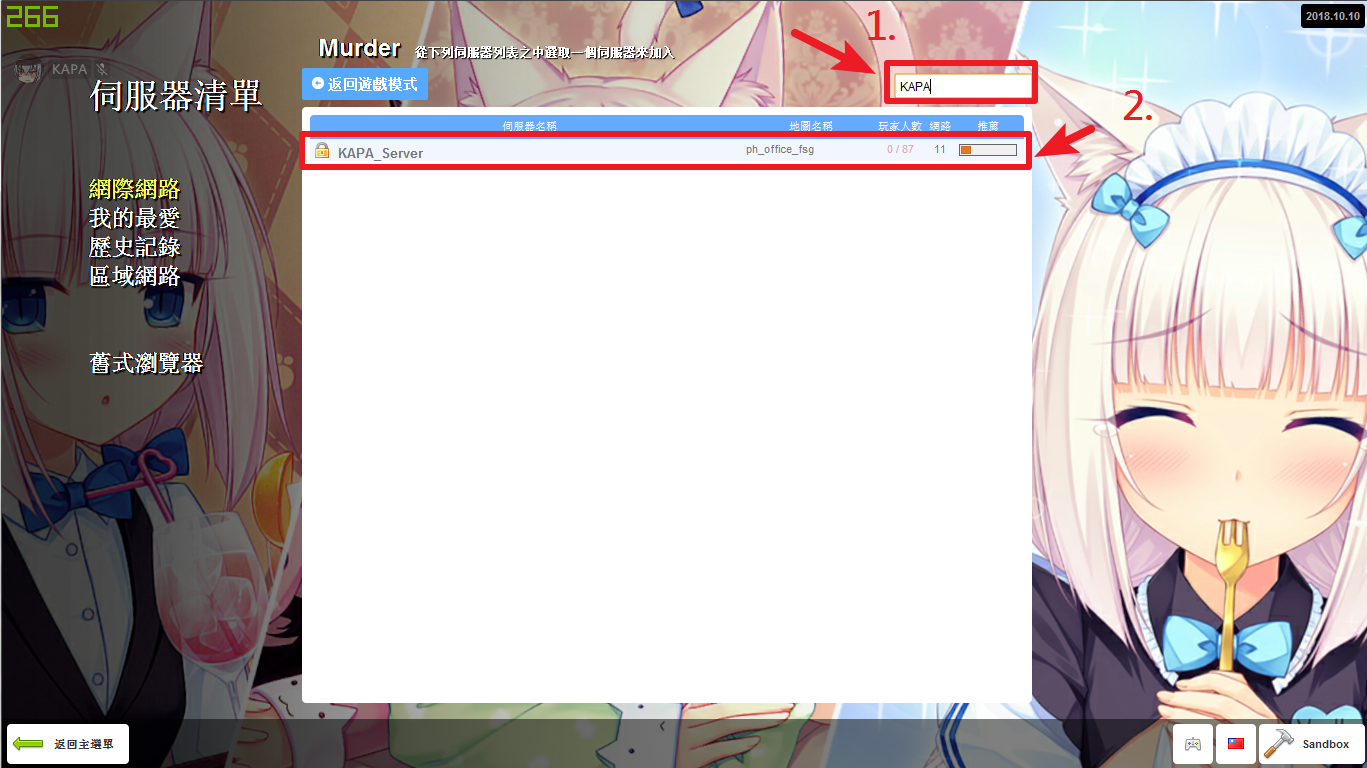 266
2018.10.10
1.
Murder 從下列伺服器列表之中選取一個伺服器來加入
KAPA
伺服器清單
返回遊戲模式
KAPA
2.
伺服器名稱 地圖名稱 玩家人數 網路 推薦
KAPA_Server ph_office_fsg 0 / 87 11
網際網路
我的最愛
歷史記錄
區域網路
舊式瀏覽器
返回主選單
Sandbox